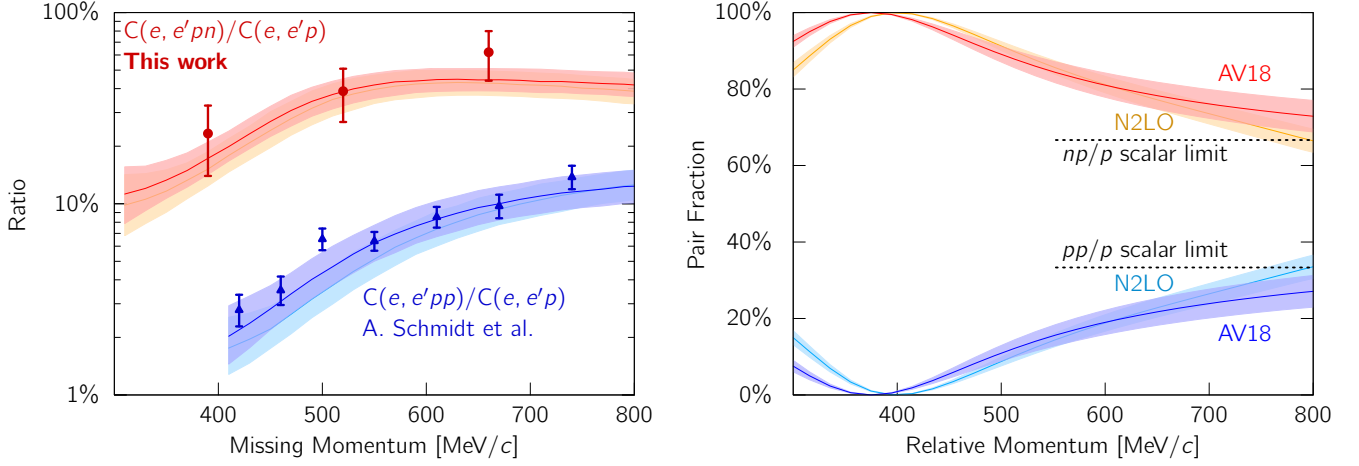 C(e, e′pn)/C(e, e′p)
This work
100%
10%
1%
Ratio
C(e, e′pp)/C(e, e′p)
A. Schmidt et al.
400 500 600 700 800
Missing Momentum [MeV/c]
100%
80%
60%
40%
20%
0%
Pair Fraction
AV18
N2LO
np/p scalar limit
pp/p scalar limit
N2LO
AV18
400 500 600 700 800
Relative Momentum [MeV/c]